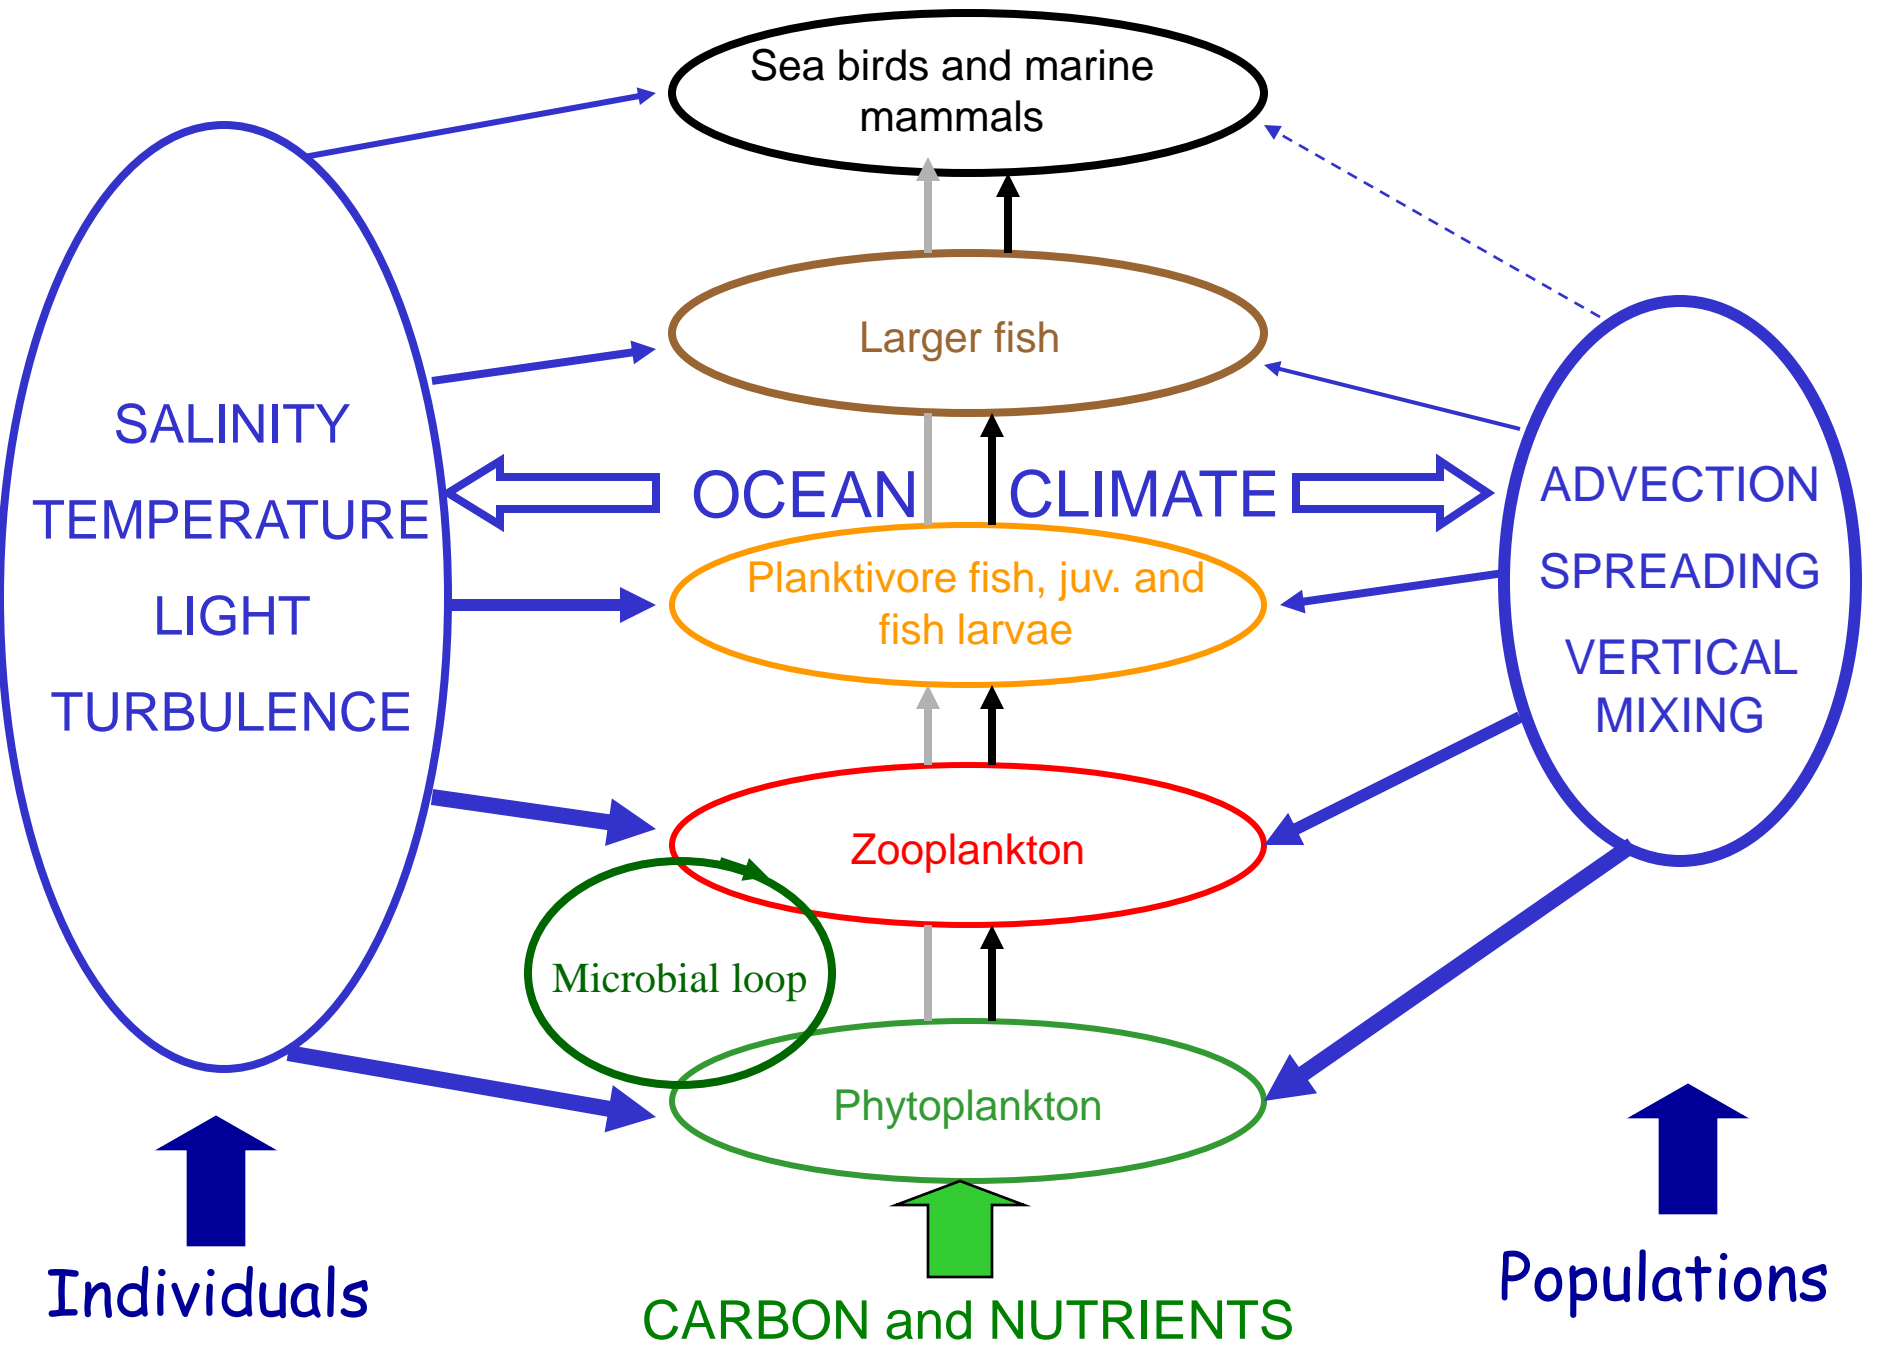 Sea birds and marine
mammals
Larger fish
SALINITY
TEMPERATURE
LIGHT
TURBULENCE
OCEAN CLIMATE
ADVECTION
SPREADING
VERTICAL
MIXING
Planktivore fish, juv. and
fish larvae
Zooplankton
Microbial loop
Phytoplankton
Individuals
CARBON and NUTRIENTS
Populations